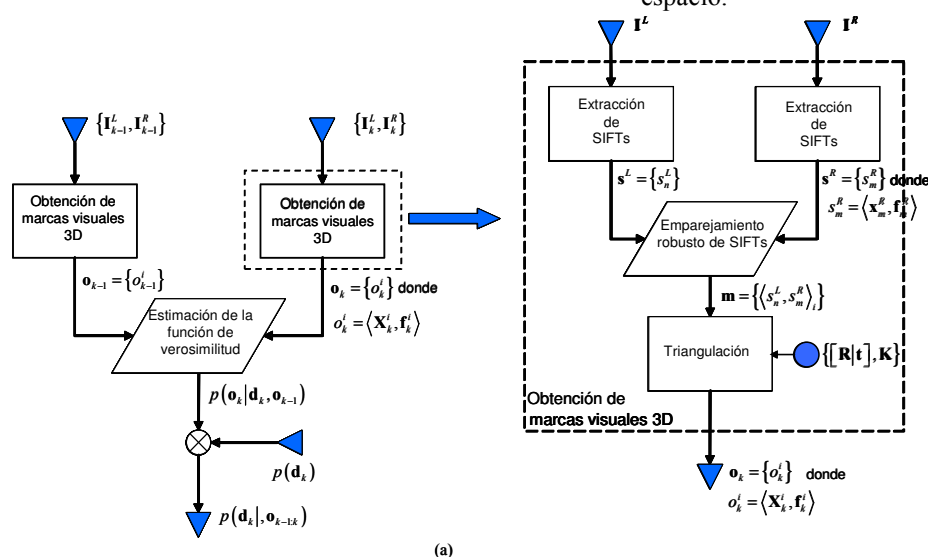 espacio.
{I^L_{k-1}, I^R_{k-1}}
{I^L_k, I^R_k}
Obtención de
marcas visuales
3D
Obtención de
marcas visuales
3D
o_{k-1} = {o^i_{k-1}}
o_k = {o^i_k} donde
o^i_k = ⟨X^i_k, f^i_k⟩
Estimación de la
función de
verosimilitud
p(o_k|d_k, o_{k-1})
p(d_k)
p(d_k|, o_{k-1:k})
I^L
I^R
Extracción
de
SIFTs
Extracción
de
SIFTs
s^L = {s^L_n}
s^R = {s^R_m} donde
s^R_m = ⟨x^R_m, f^R_m⟩
Emparejamiento
robusto de SIFTs
m = {⟨s^L_n, s^R_m⟩_i}
Triangulación
{[R|t], K}
Obtención de
marcas visuales 3D
o_k = {o^i_k} donde
o^i_k = ⟨X^i_k, f^i_k⟩
(a)